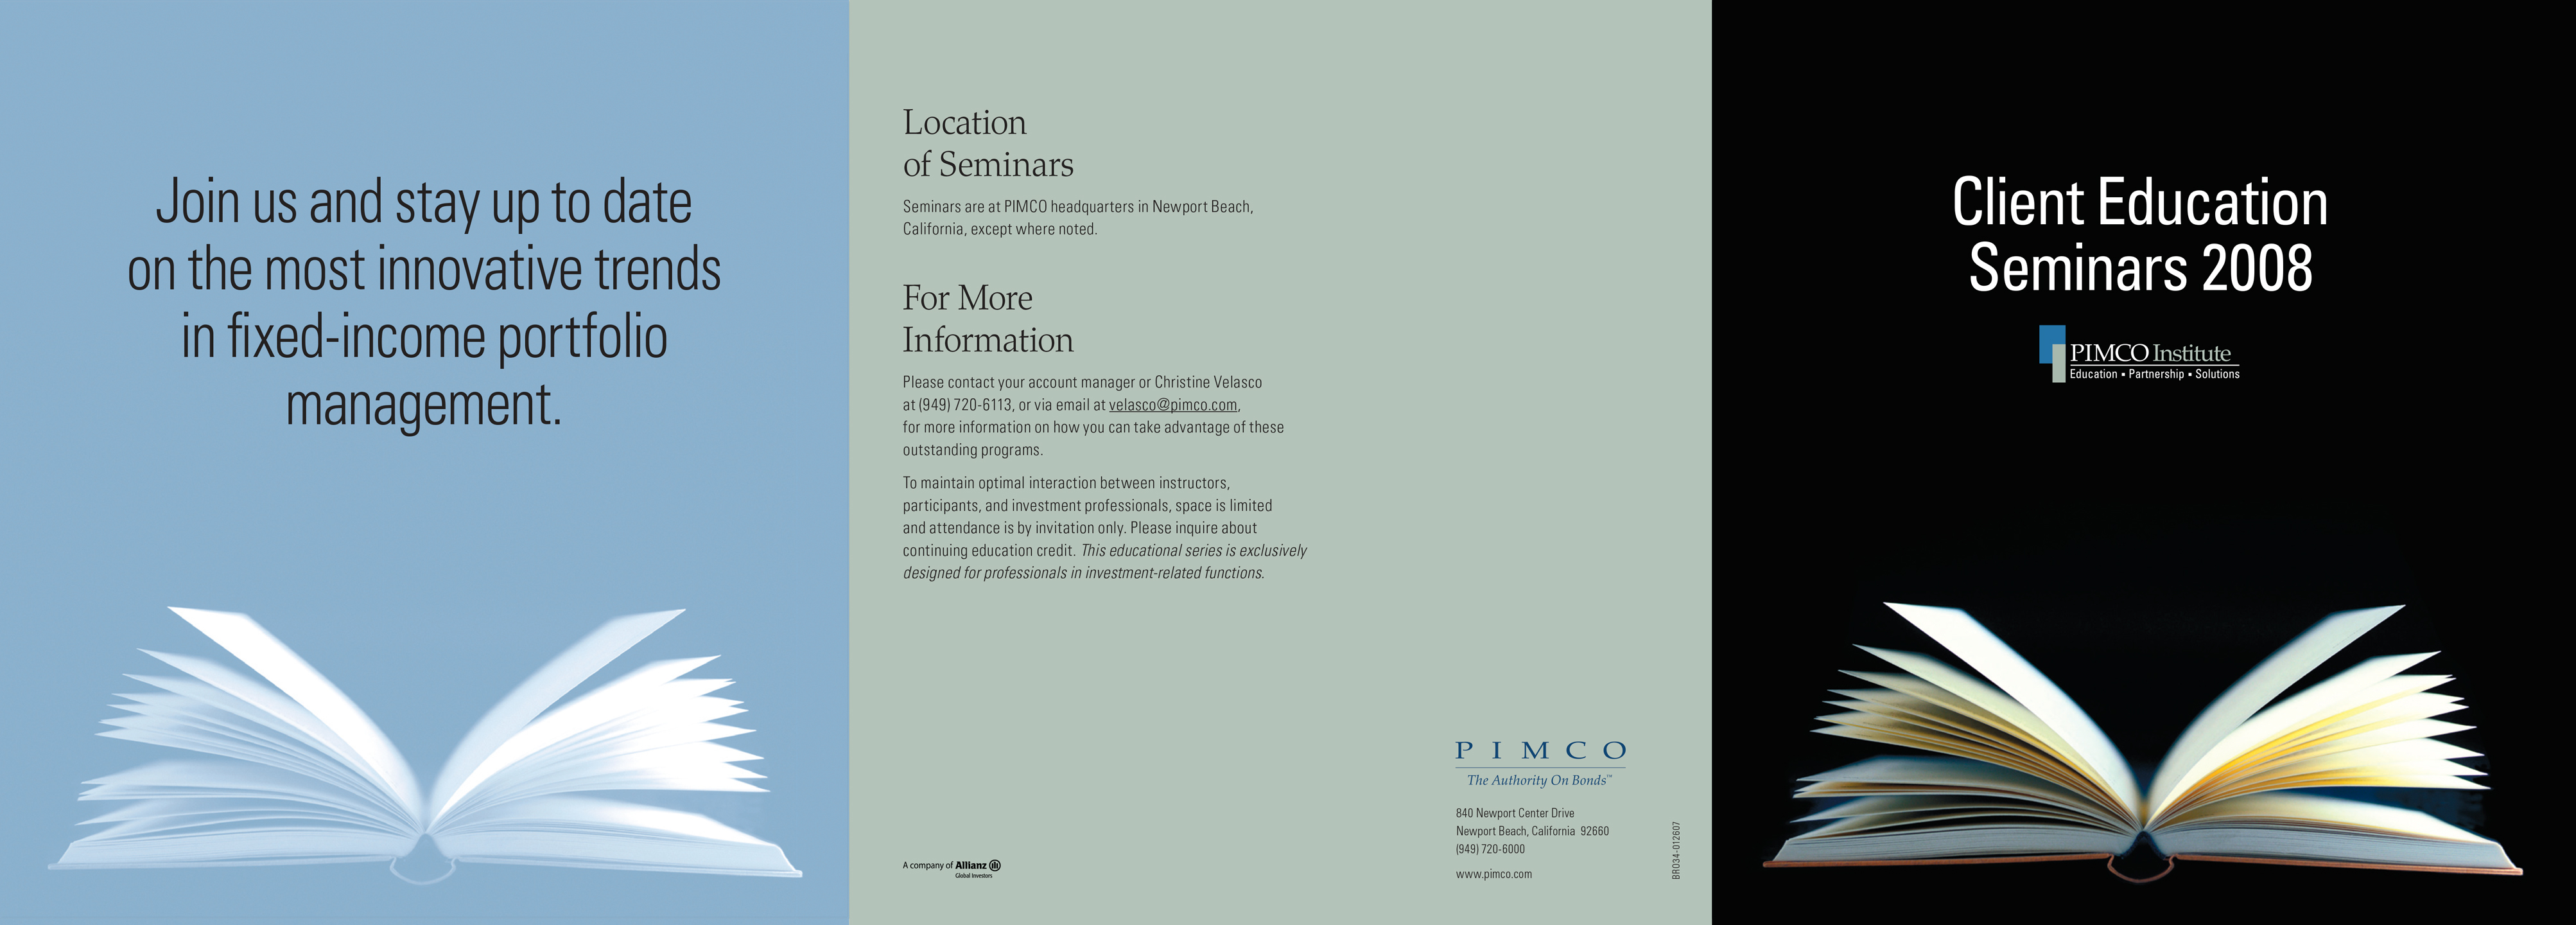 Join us and stay up to date
on the most innovative trends
in fixed-income portfolio
management.
Location
of Seminars
Seminars are at PIMCO headquarters in Newport Beach,
California, except where noted.
For More
Information
Please contact your account manager or Christine Velasco
at (949) 720-6113, or via email at velasco@pimco.com,
for more information on how you can take advantage of these
outstanding programs.
To maintain optimal interaction between instructors,
participants, and investment professionals, space is limited
and attendance is by invitation only. Please inquire about
continuing education credit. This educational series is exclusively
designed for professionals in investment-related functions.
A company of Allianz
Global Investors
PIMCO
The Authority On Bonds™
840 Newport Center Drive
Newport Beach, California 92660
(949) 720-6000
www.pimco.com
BRO34-012607
Client Education
Seminars 2008
PIMCO Institute
Education ▪ Partnership ▪ Solutions